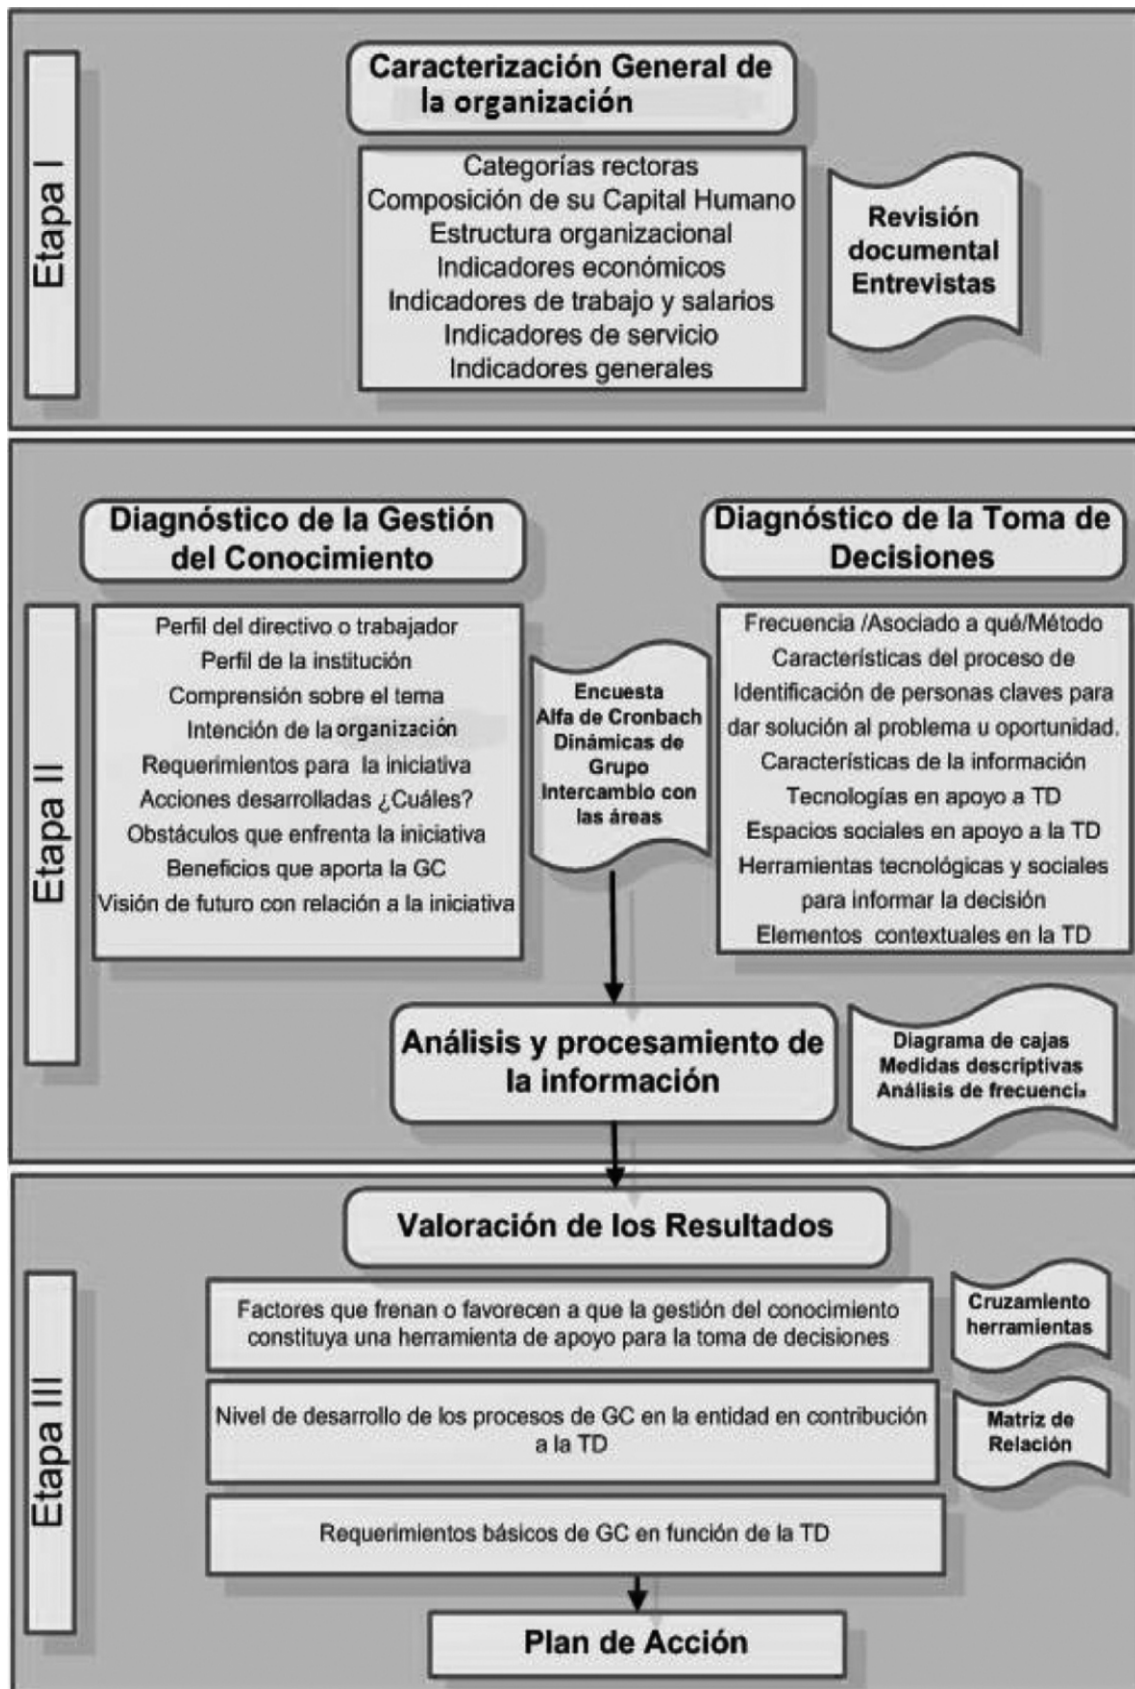 Etapa I
Caracterización General de
la organización
Categorías rectoras
Composición de su Capital Humano
Estructura organizacional
Indicadores económicos
Indicadores de trabajo y salarios
Indicadores de servicio
Indicadores generales
Revisión
documental
Entrevistas
Etapa II
Diagnóstico de la Gestión
del Conocimiento
Perfil del directivo o trabajador
Perfil de la institución
Comprensión sobre el tema
Intención de la organización
Requerimientos para la iniciativa
Acciones desarrolladas ¿Cuáles?
Obstáculos que enfrenta la iniciativa
Beneficios que aporta la GC
Visión de futuro con relación a la iniciativa
Encuesta
Alfa de Cronbach
Dinámicas de
Grupo
Intercambio con
las áreas
Diagnóstico de la Toma de
Decisiones
Frecuencia /Asociado a qué/Método
Características del proceso de
Identificación de personas claves para
dar solución al problema u oportunidad.
Características de la información
Tecnologías en apoyo a TD
Espacios sociales en apoyo a la TD
Herramientas tecnológicas y sociales
para informar la decisión
Elementos contextuales en la TD
Análisis y procesamiento de
la información
Diagrama de cajas
Medidas descriptivas
Análisis de frecuencia
Etapa III
Valoración de los Resultados
Factores que frenan o favorecen a que la gestión del conocimiento
constituya una herramienta de apoyo para la toma de decisiones
Cruzamiento
herramientas
Nivel de desarrollo de los procesos de GC en la entidad en contribución
a la TD
Matriz de
Relación
Requerimientos básicos de GC en función de la TD
Plan de Acción